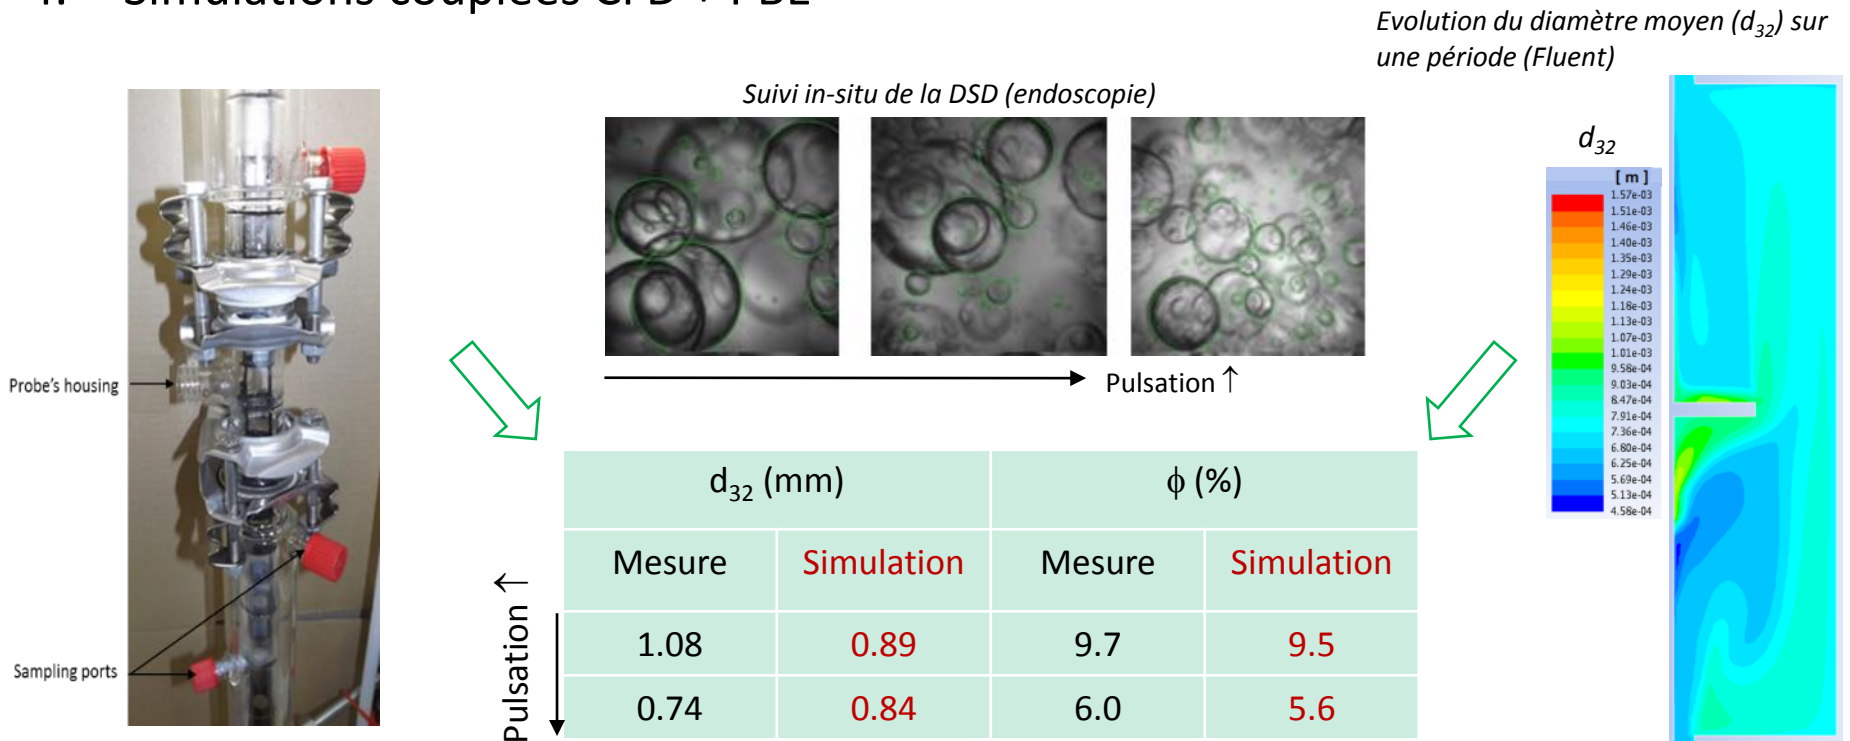 Simulations couplées CFD + PBE
Evolution du diamètre moyen (d32) sur
une période (Fluent)
Suivi in-situ de la DSD (endoscopie)
d32
[ m ]
1.57e-03
1.51e-03
1.46e-03
1.40e-03
1.35e-03
1.29e-03
1.24e-03
1.18e-03
1.13e-03
1.07e-03
1.01e-03
9.58e-04
9.03e-04
8.47e-04
7.91e-04
7.36e-04
6.80e-04
6.25e-04
5.69e-04
5.13e-04
4.58e-04
Probe's housing
Sampling ports
Pulsation ↑
d32 (mm) ϕ (%)
Mesure Simulation Mesure Simulation
1.08 0.89 9.7 9.5
0.74 0.84 6.0 5.6
Pulsation ↑